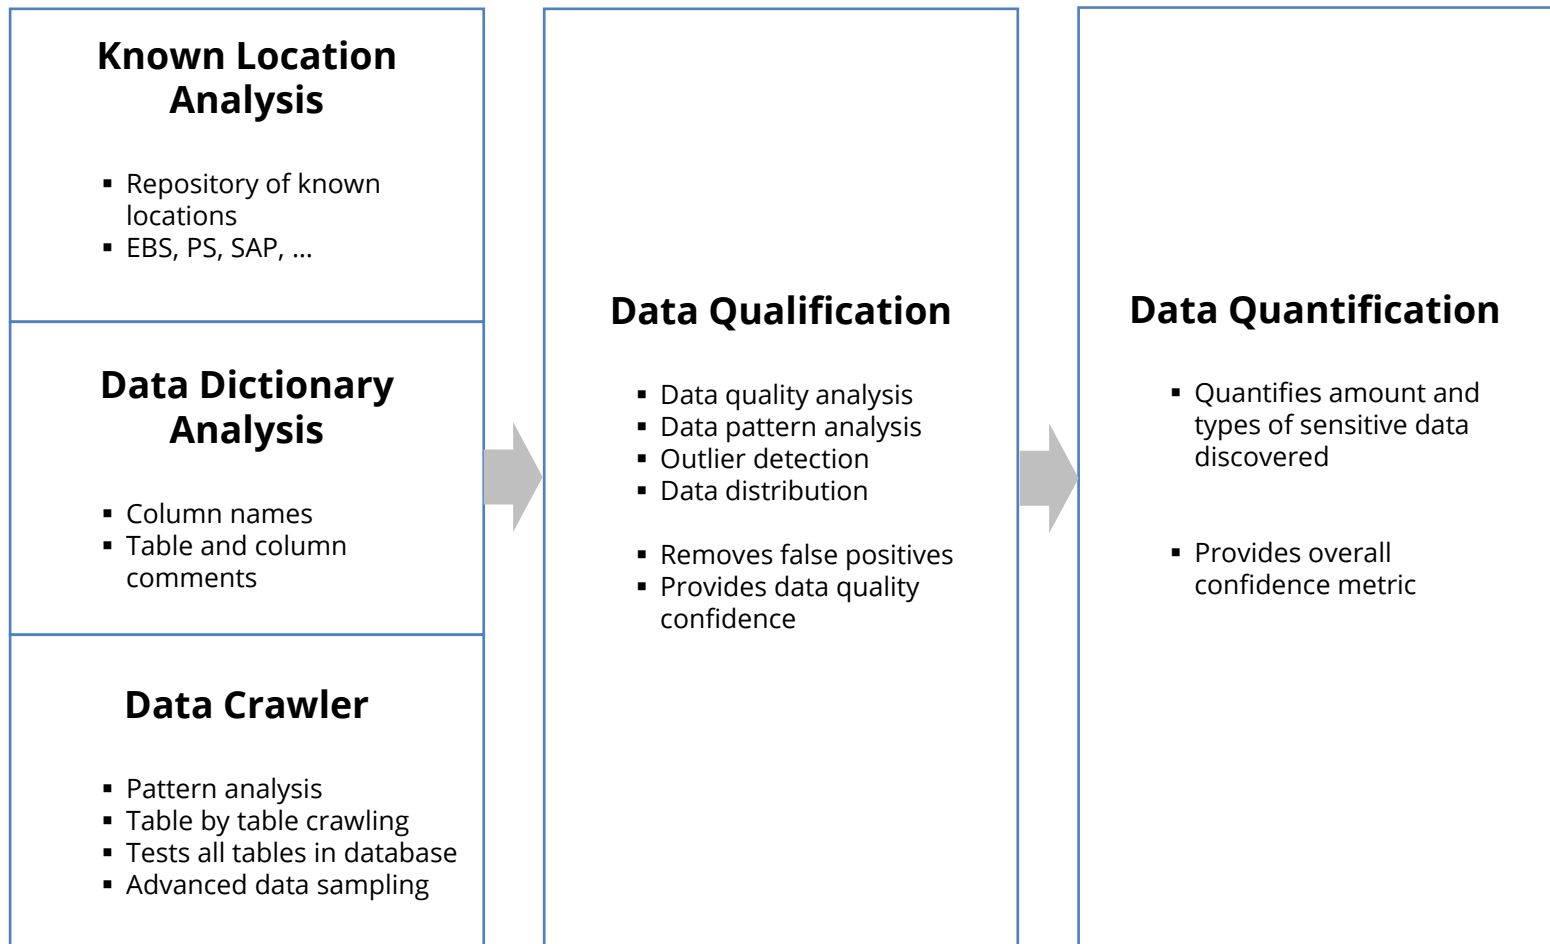 Known Location
Analysis
▪ Repository of known
locations
▪ EBS, PS, SAP, ...
Data Dictionary
Analysis
▪ Column names
▪ Table and column
comments
Data Crawler
▪ Pattern analysis
▪ Table by table crawling
▪ Tests all tables in database
▪ Advanced data sampling
Data Qualification
▪ Data quality analysis
▪ Data pattern analysis
▪ Outlier detection
▪ Data distribution
▪ Removes false positives
▪ Provides data quality
confidence
Data Quantification
▪ Quantifies amount and
types of sensitive data
discovered
▪ Provides overall
confidence metric